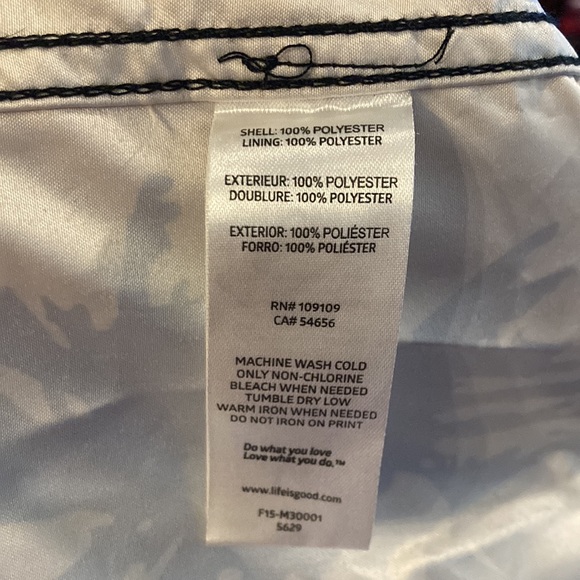 SHELL: 100% POLYESTER
LINING: 100% POLYESTER
EXTERIEUR: 100% POLYESTER
DOUBLURE: 100% POLYESTER
EXTERIOR: 100% POLIÉSTER
FORRO: 100% POLIÉSTER
RN# 109109
CA# 54656
MACHINE WASH COLD
ONLY NON-CHLORINE
BLEACH WHEN NEEDED
TUMBLE DRY LOW
WARM IRON WHEN NEEDED
DO NOT IRON ON PRINT
Do what you love
Love what you do.™
www.lifeisgood.com
F15-M30001
5629